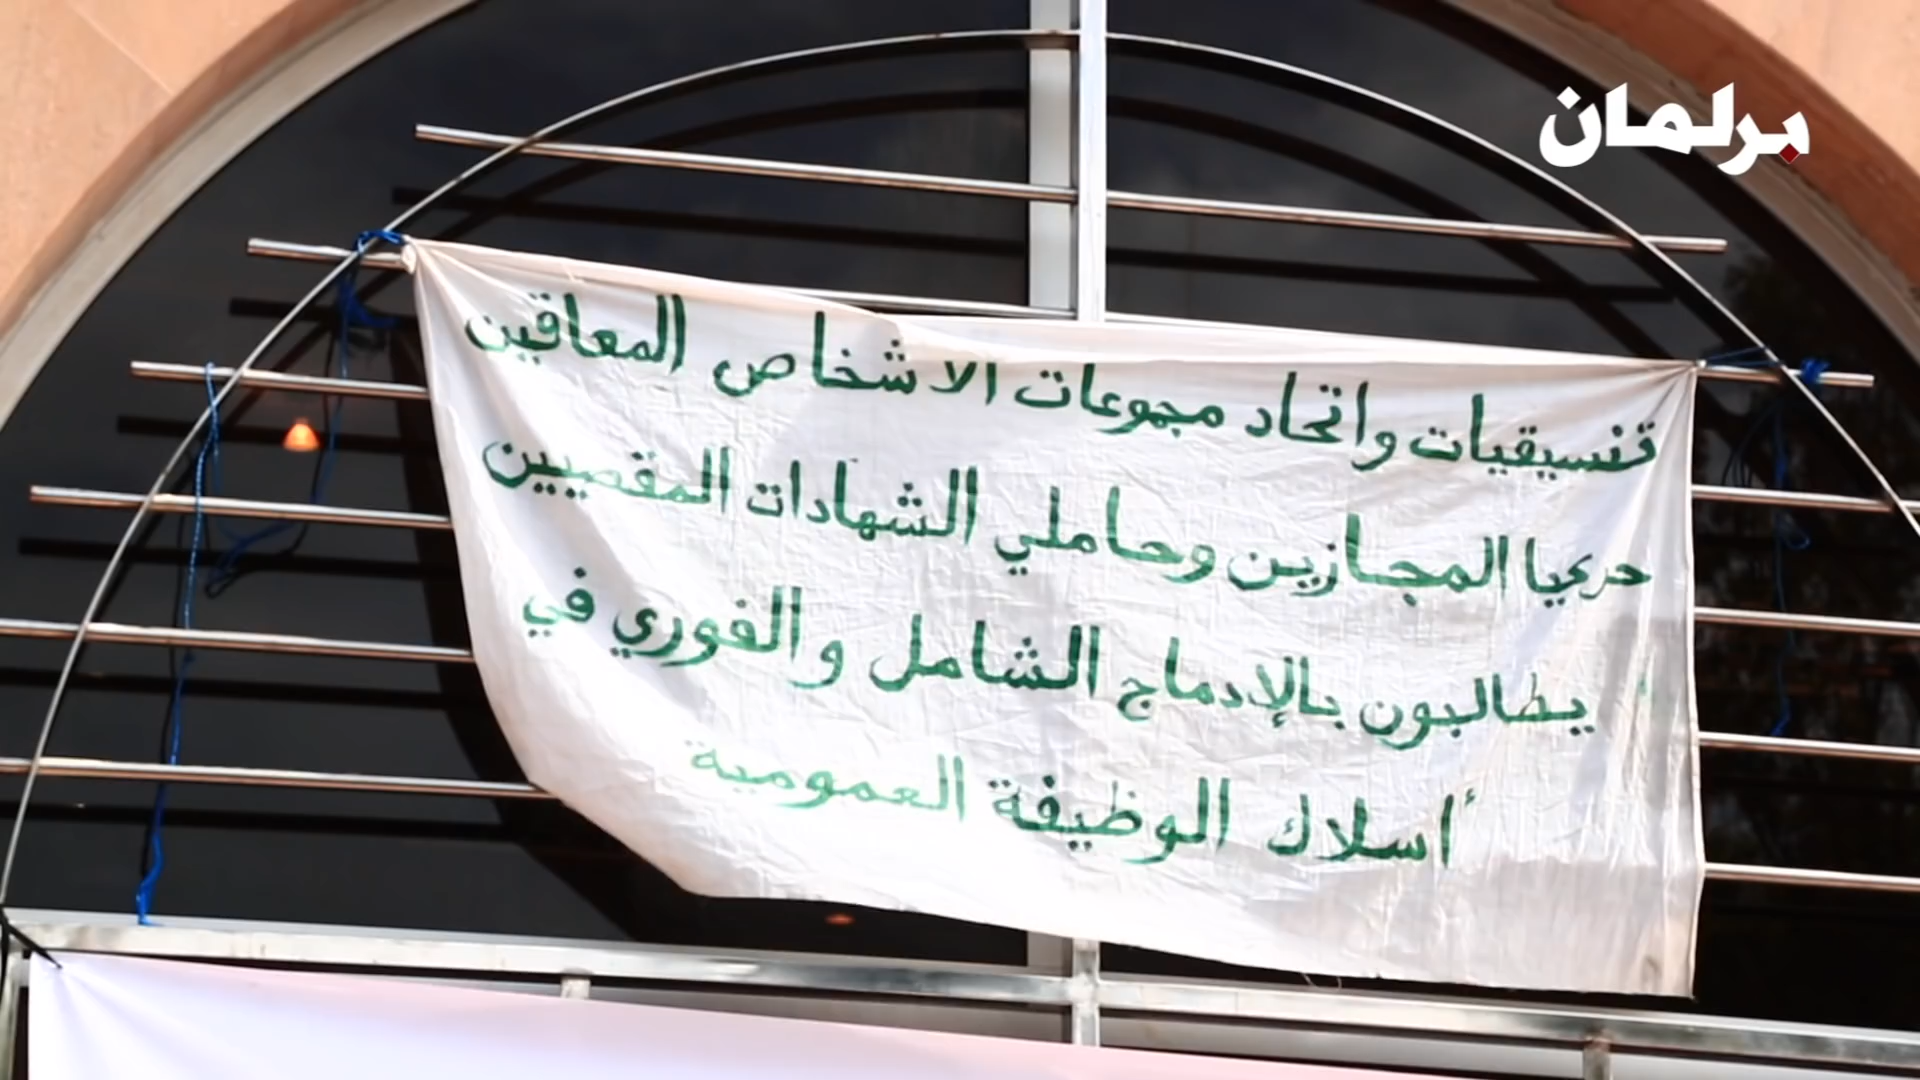 برلمان
تنسيقيات واتحاد مجموعات الاشخاص المعاقين
حركيا المجازين وحاملي الشهادات المقصيين
يطالبون بالإدماج الشامل والفوري في
أسلاك الوظيفة العمومية